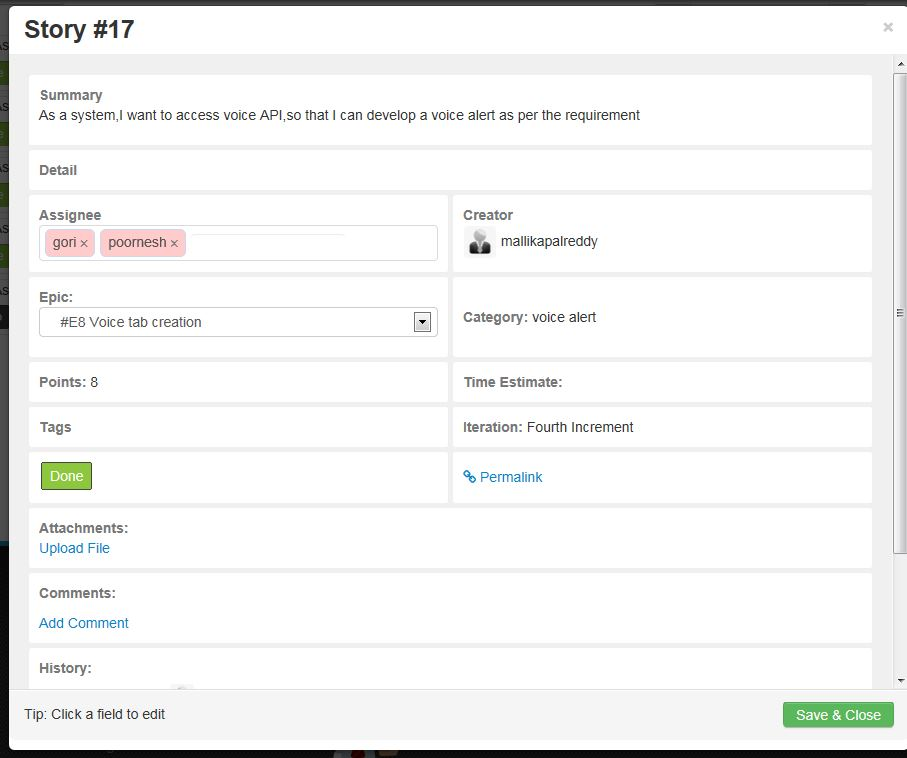 Story #17
×
Summary
As a system,I want to access voice API,so that I can develop a voice alert as per the requirement
Detail
Assignee
gori × poornesh ×
Creator
mallikapalreddy
Epic:
#E8 Voice tab creation
Category: voice alert
Points: 8
Time Estimate:
Tags
Iteration: Fourth Increment
Done
Permalink
Attachments:
Upload File
Comments:
Add Comment
History:
Tip: Click a field to edit
Save & Close